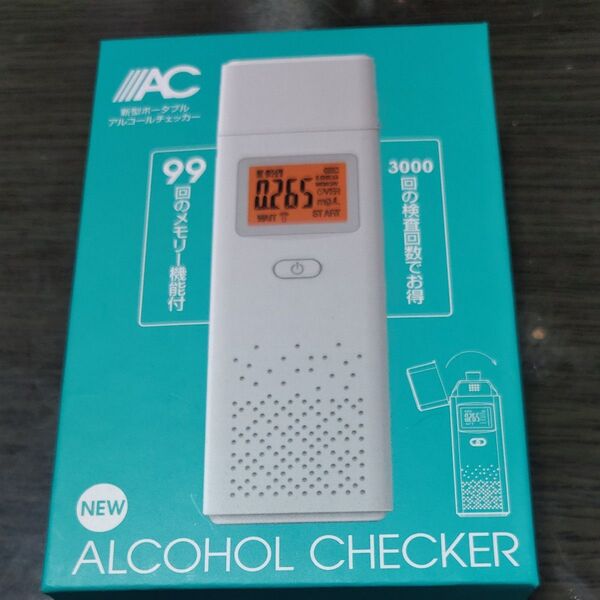 AC
新型ポータブル
アルコールチェッカー
99
回のメモリー機能付
3000
回の検査回数でお得
0.265
OVER
mg/L
WAIT
START
NEW
ALCOHOL CHECKER